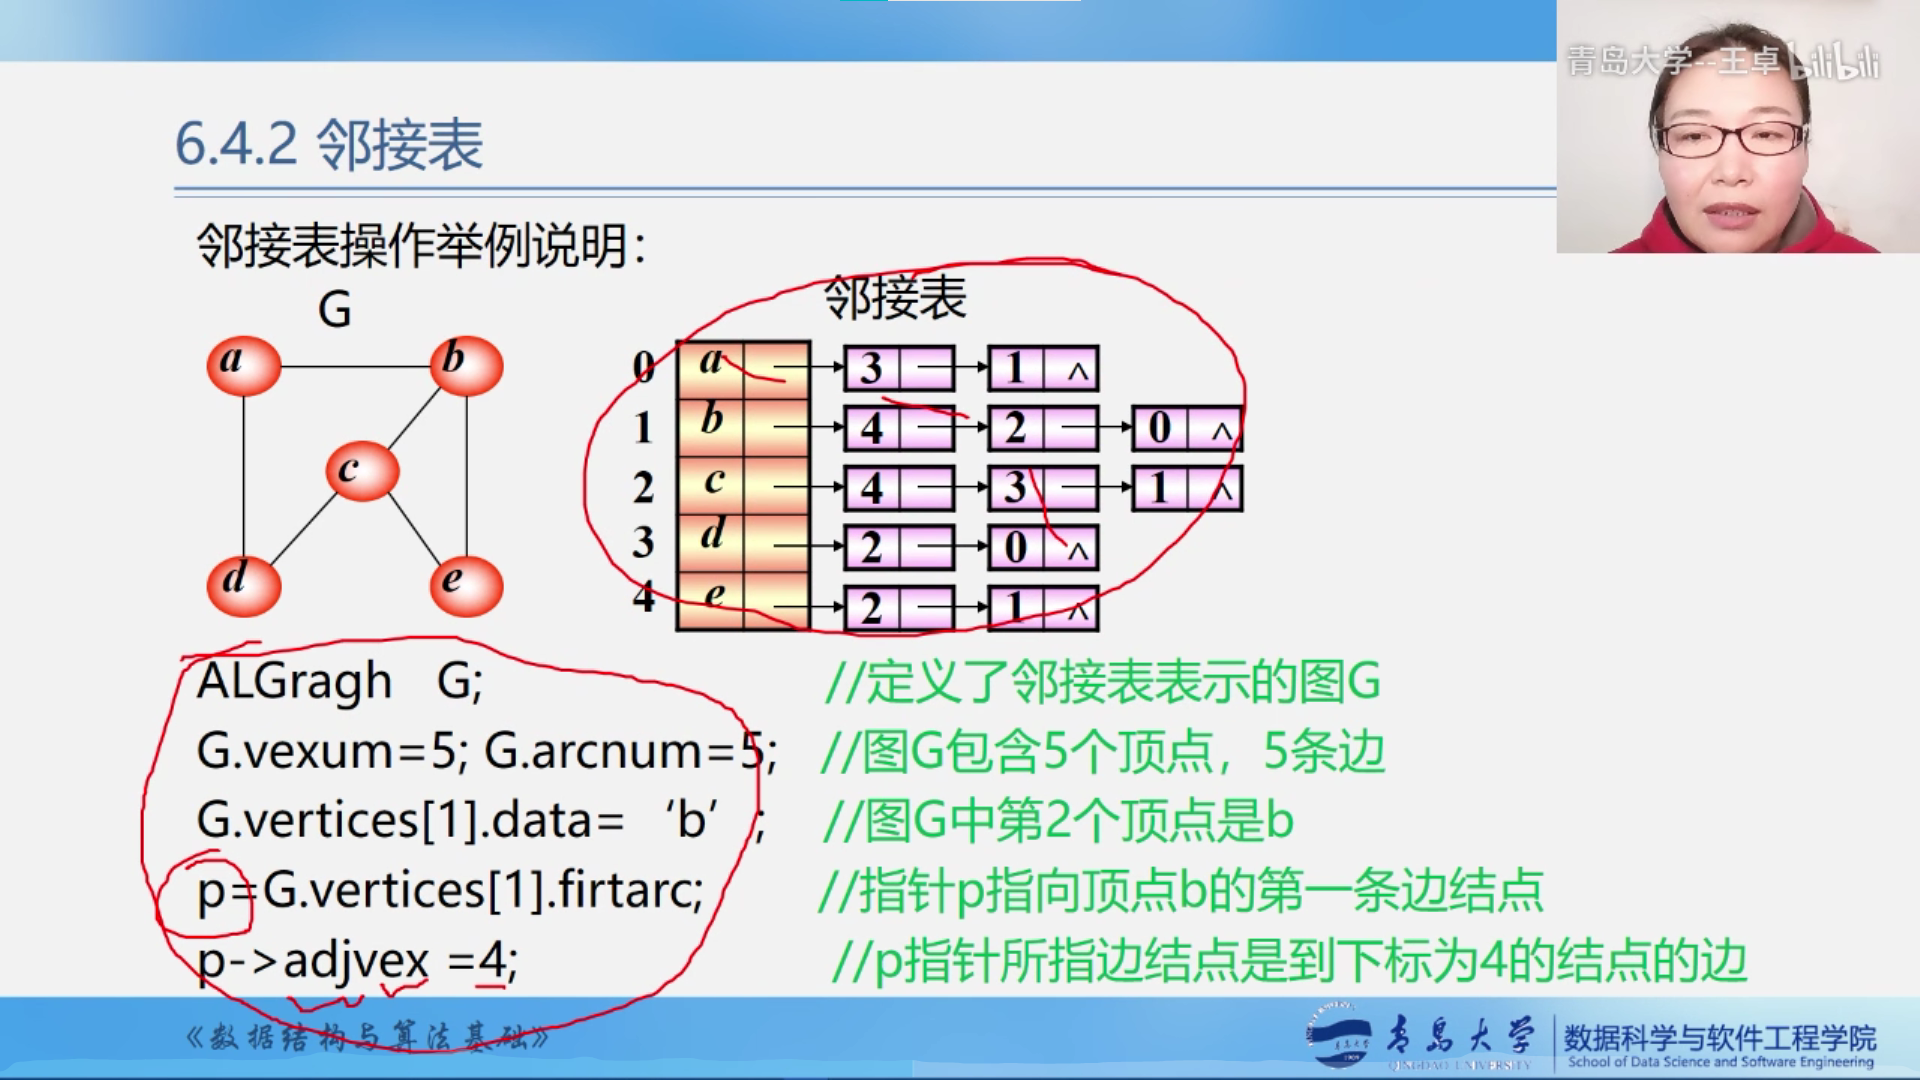 青岛大学--王卓 bilibili
6.4.2 邻接表
邻接表操作举例说明：
G
邻接表
a b
c
d e
0 a 3 1 ^
1 b 4 2 0 ^
2 c 4 3 1 ^
3 d 2 0 ^
4 e 2 1 ^
ALGragh G; //定义了邻接表表示的图G
G.vexum=5; G.arcnum=5; //图G包含5个顶点，5条边
G.vertices[1].data= ‘b’ ; //图G中第2个顶点是b
p=G.vertices[1].firtarc; //指针p指向顶点b的第一条边结点
p->adjvex =4; //p指针所指边结点是到下标为4的结点的边
《数据结构与算法基础》
青岛大学
QINGDAO UNIVERSITY
数据科学与软件工程学院
School of Data Science and Software Engineering